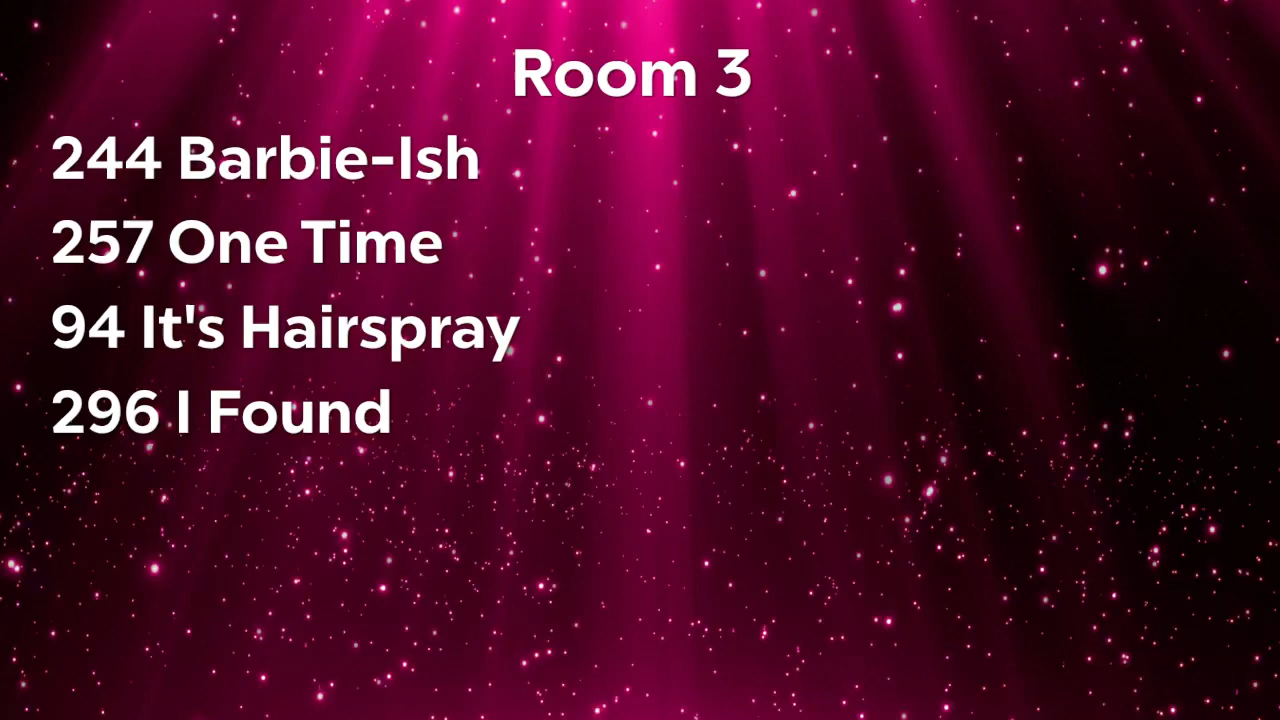 Room 3
244 Barbie-Ish
257 One Time
94 It's Hairspray
296 I Found